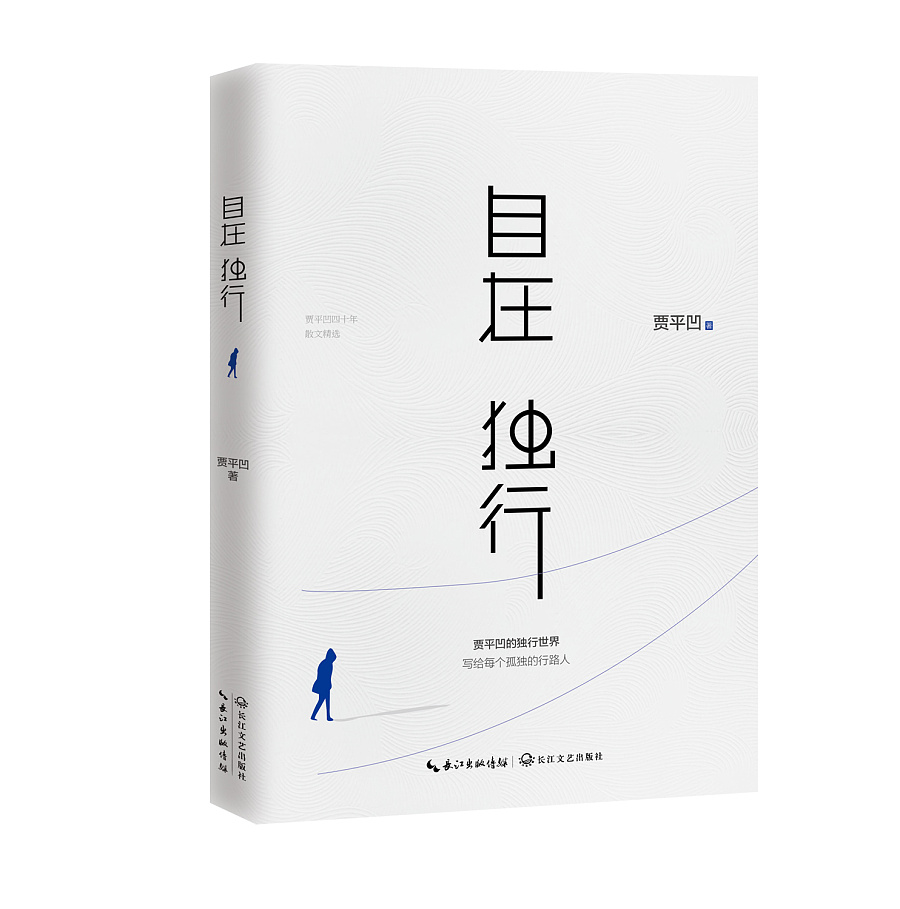 自在
独行
贾平凹四十年
散文精选
贾平凹 著
贾平凹的独行世界
写给每个孤独的行路人
长江出版传媒 | 长江文艺出版社
自在
独行
贾平凹
著
长江出版传媒
长江文艺出版社